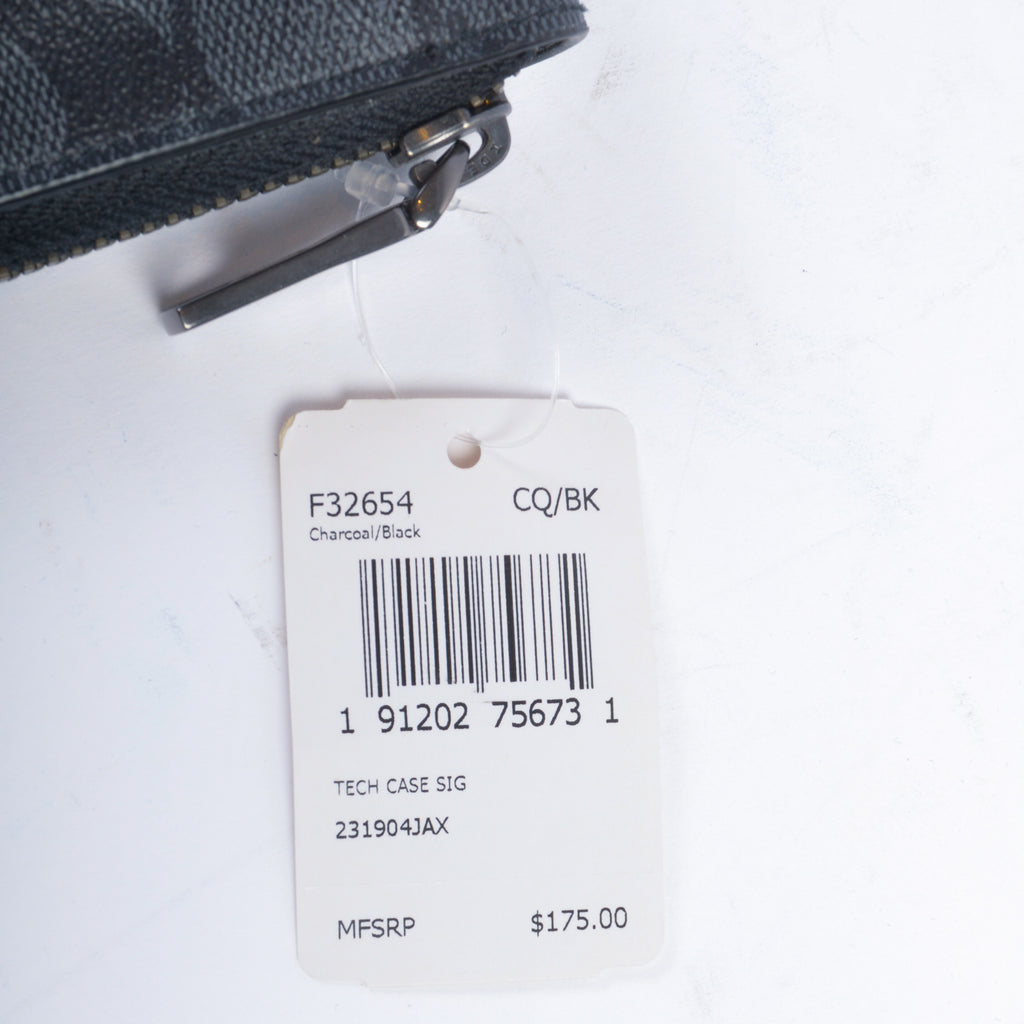 F32654 CQ/BK
Charcoal/Black
1 91202 75673 1
TECH CASE SIG
231904JAX
MFSRP $175.00